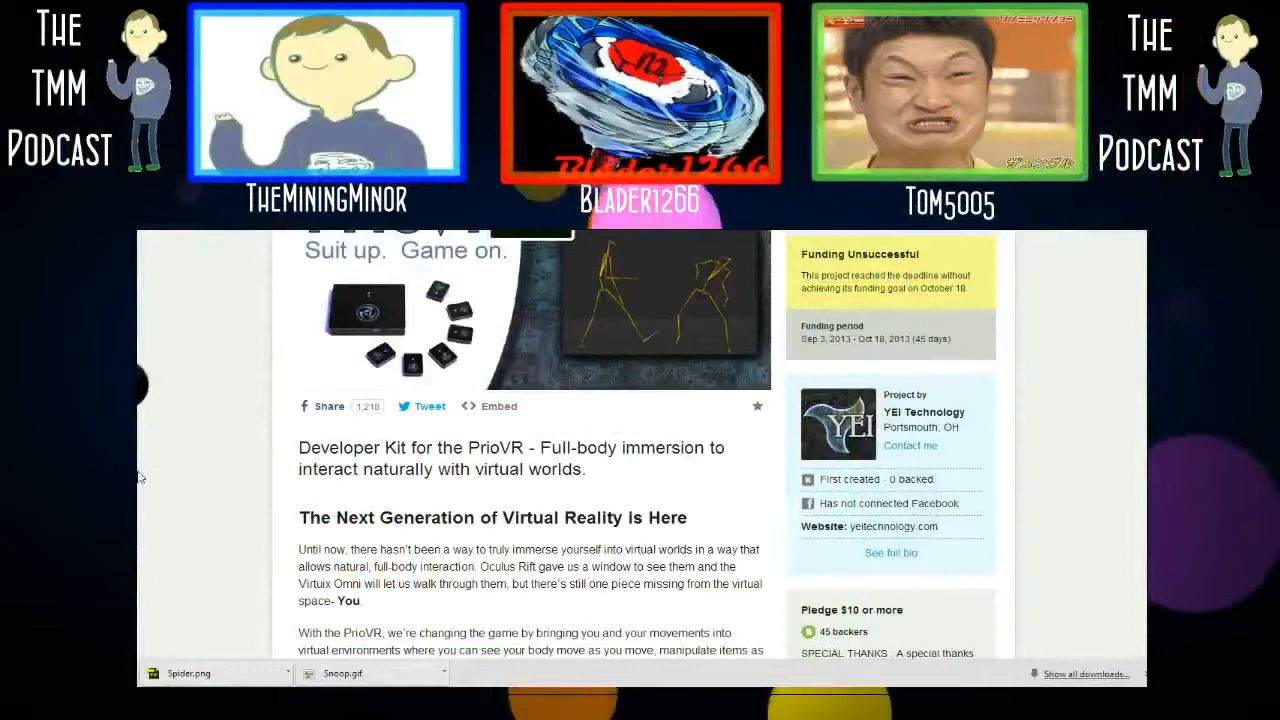 The
TMM
Podcast
TheMiningMinor
Blader1266
Blader1266
ザ・ングル
Tom5005
The
TMM
Podcast
Suit up. Game on.
Share 1,218 Tweet Embed
Developer Kit for the PrioVR - Full-body immersion to
interact naturally with virtual worlds.
The Next Generation of Virtual Reality is Here
Until now, there hasn't been a way to truly immerse yourself into virtual worlds in a way that
allows natural, full-body interaction. Oculus Rift gave us a window to see them and the
Virtuix Omni will let us walk through them, but there's still one piece missing from the virtual
space- You.
With the PrioVR, we're changing the game by bringing you and your movements into
virtual environments where you can see your body move as you move, manipulate items as
Funding Unsuccessful
This project reached the deadline without
achieving its funding goal on October 18.
Funding period
Sep 3, 2013 - Oct 18, 2013 (45 days)
YEI
Project by
YEI Technology
Portsmouth, OH
Contact me
First created · 0 backed
Has not connected Facebook
Website: yeitechnology.com
See full bio
Pledge $10 or more
45 backers
SPECIAL THANKS . A special thanks
Spider.png
Snoop.gif
Show all downloads...